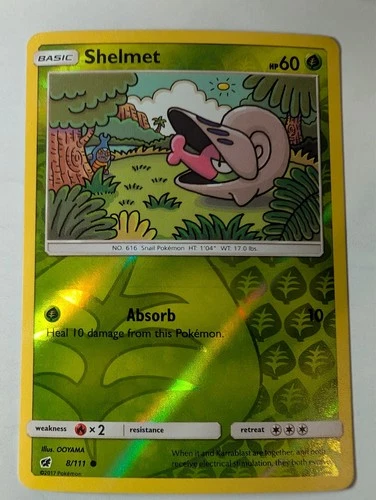 BASIC Shelmet HP 60
NO. 616 Snail Pokémon HT: 1'04" WT: 17.0 lbs.
Absorb 10
Heal 10 damage from this Pokémon.
weakness × 2 resistance retreat
Illus. OOYAMA
8/111
©2017 Pokémon
When it and Karrablast are together, and both
receive electrical stimulation, they both evolve.